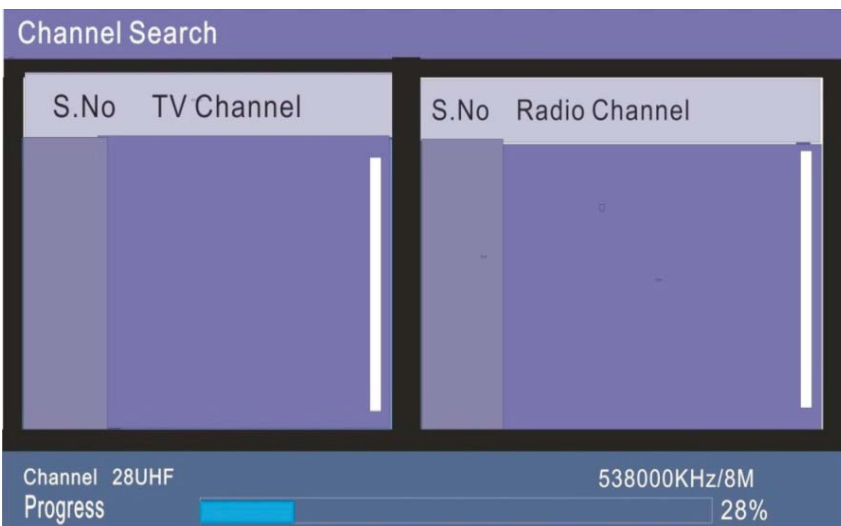 Channel Search
S.No TV Channel
S.No Radio Channel
Channel 28UHF 538000KHz/8M
Progress 28%